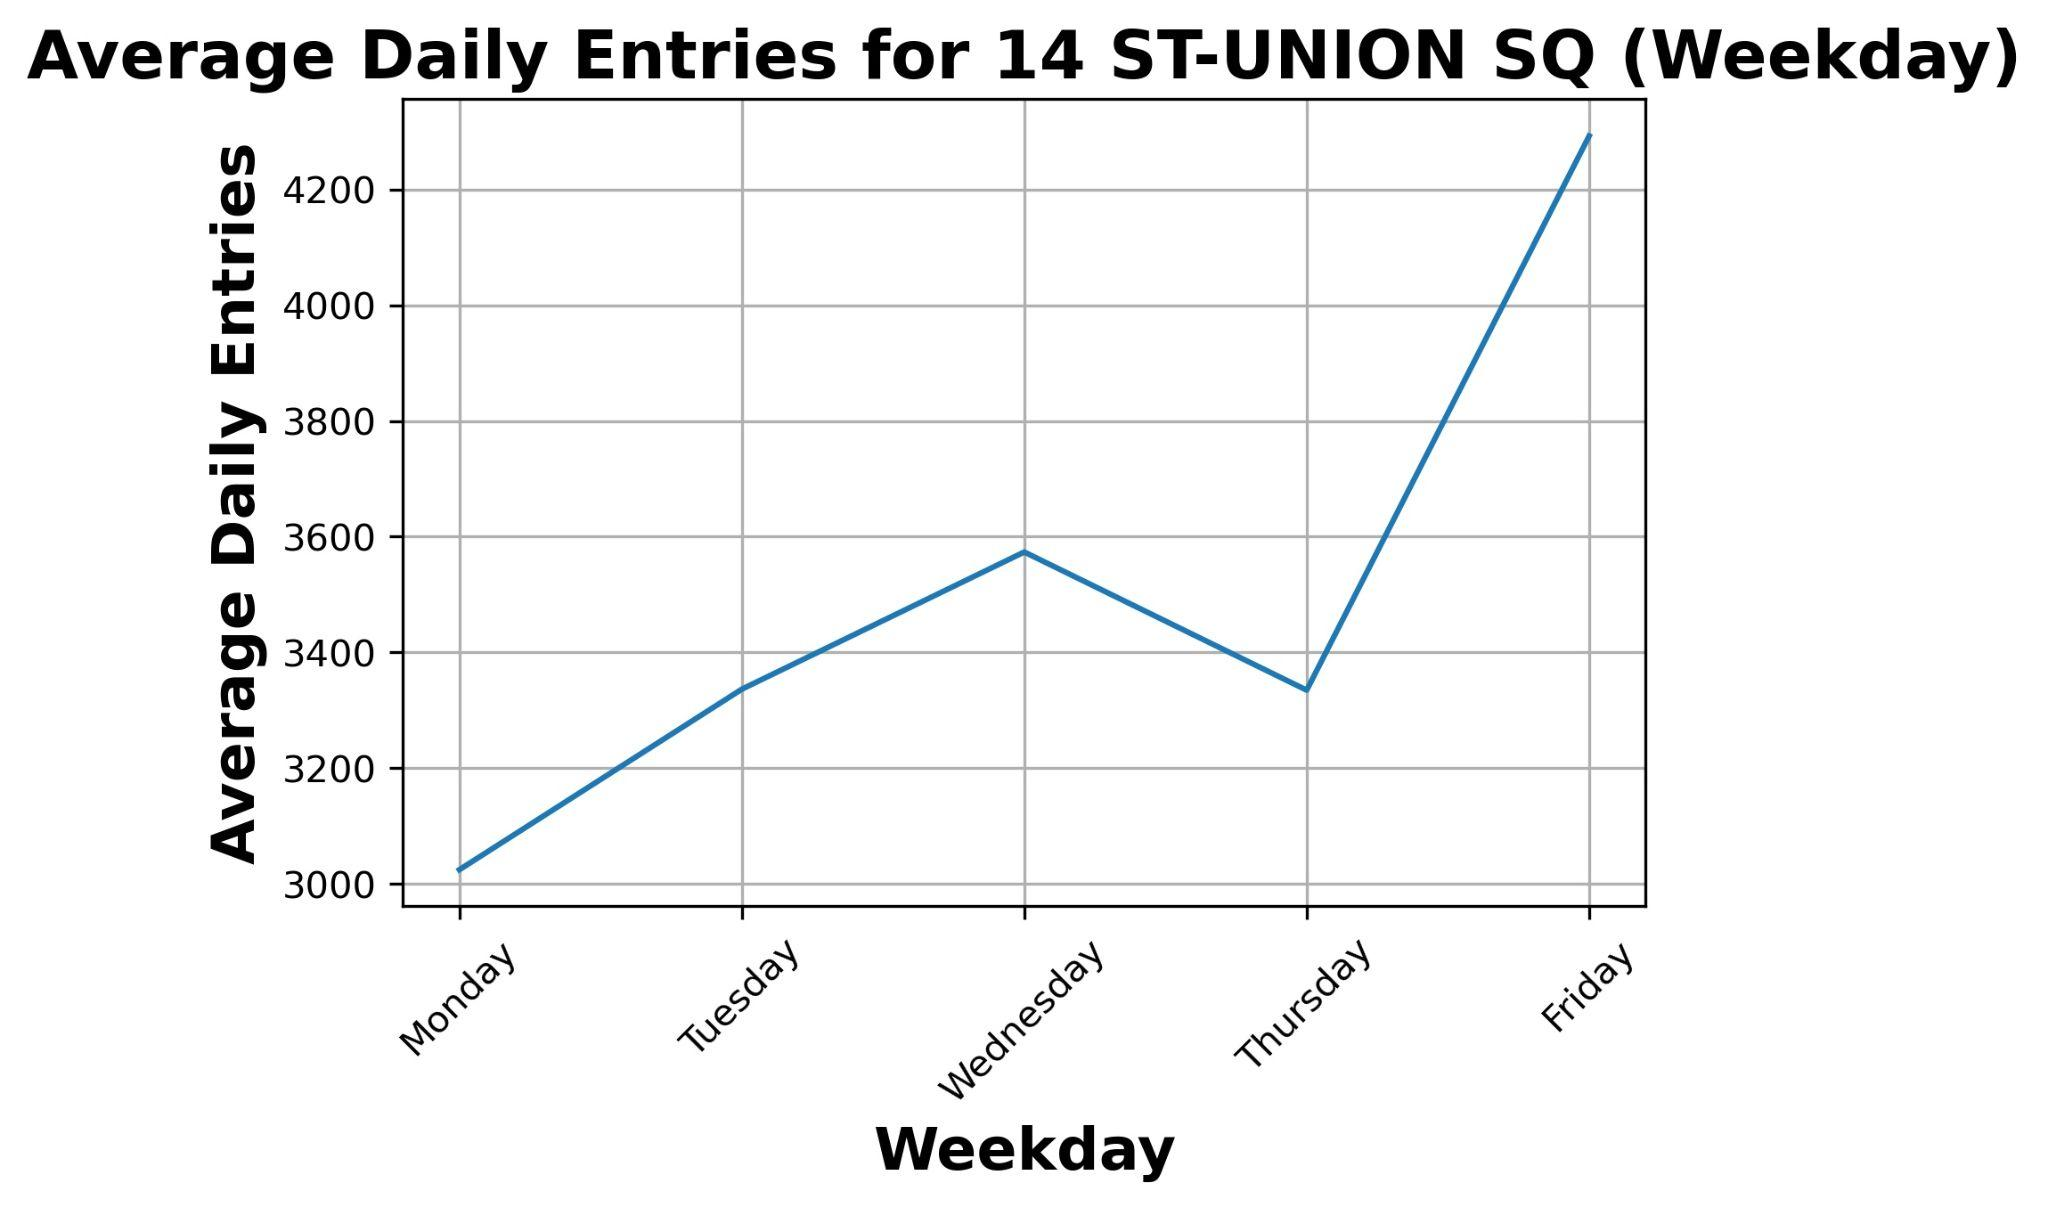 Average Daily Entries for 14 ST-UNION SQ (Weekday)
Average Daily Entries
4200
4000
3800
3600
3400
3200
3000
Monday
Tuesday
Wednesday
Thursday
Friday
Weekday